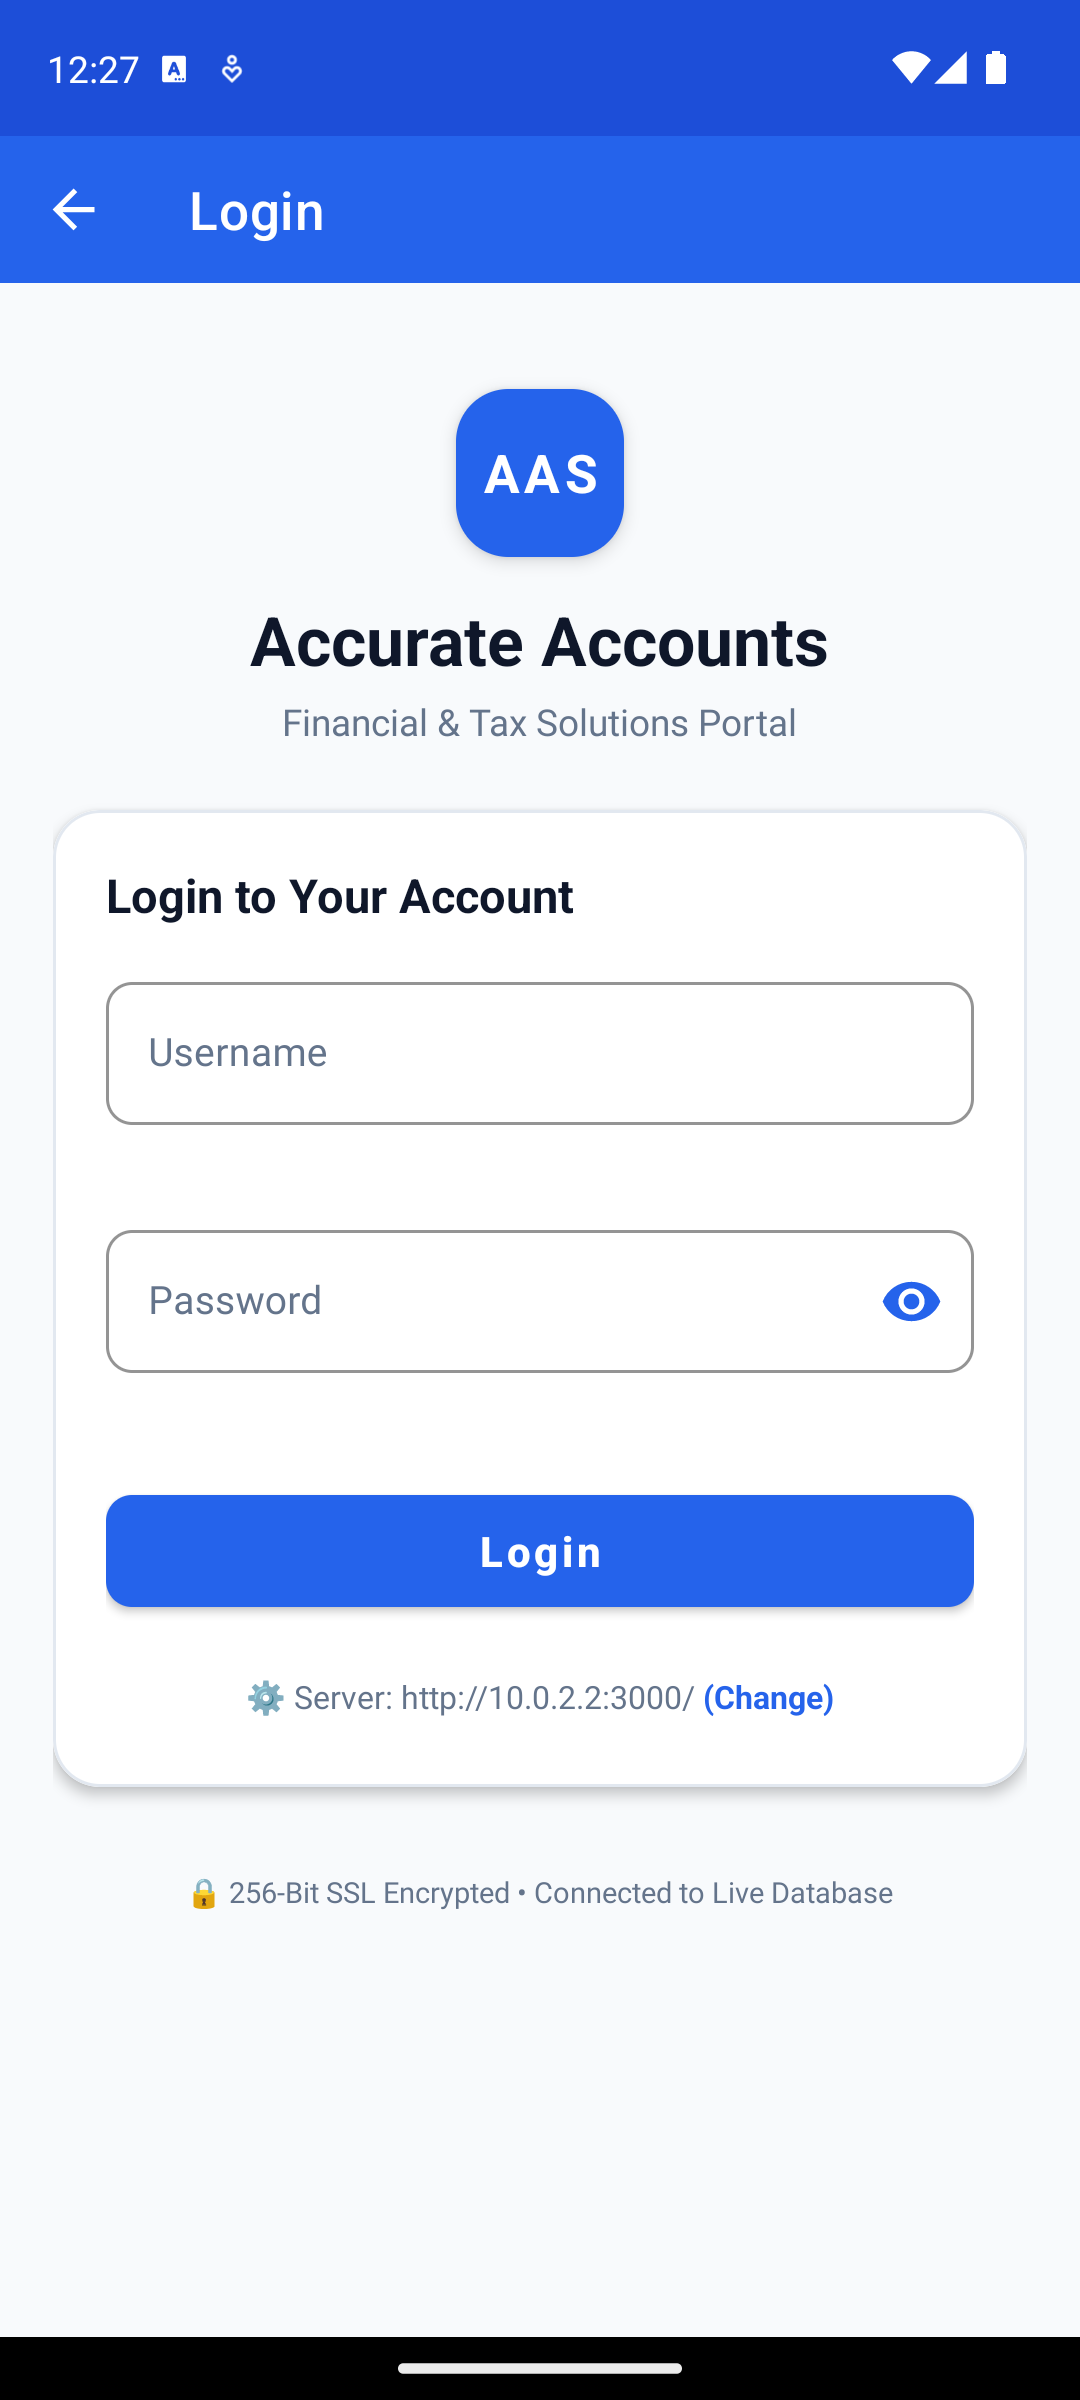 12:27
Login
AAS
Accurate Accounts
Financial & Tax Solutions Portal
Login to Your Account
Username
Password
Login
⚙️ Server: http://10.0.2.2:3000/ (Change)
🔒 256-Bit SSL Encrypted • Connected to Live Database